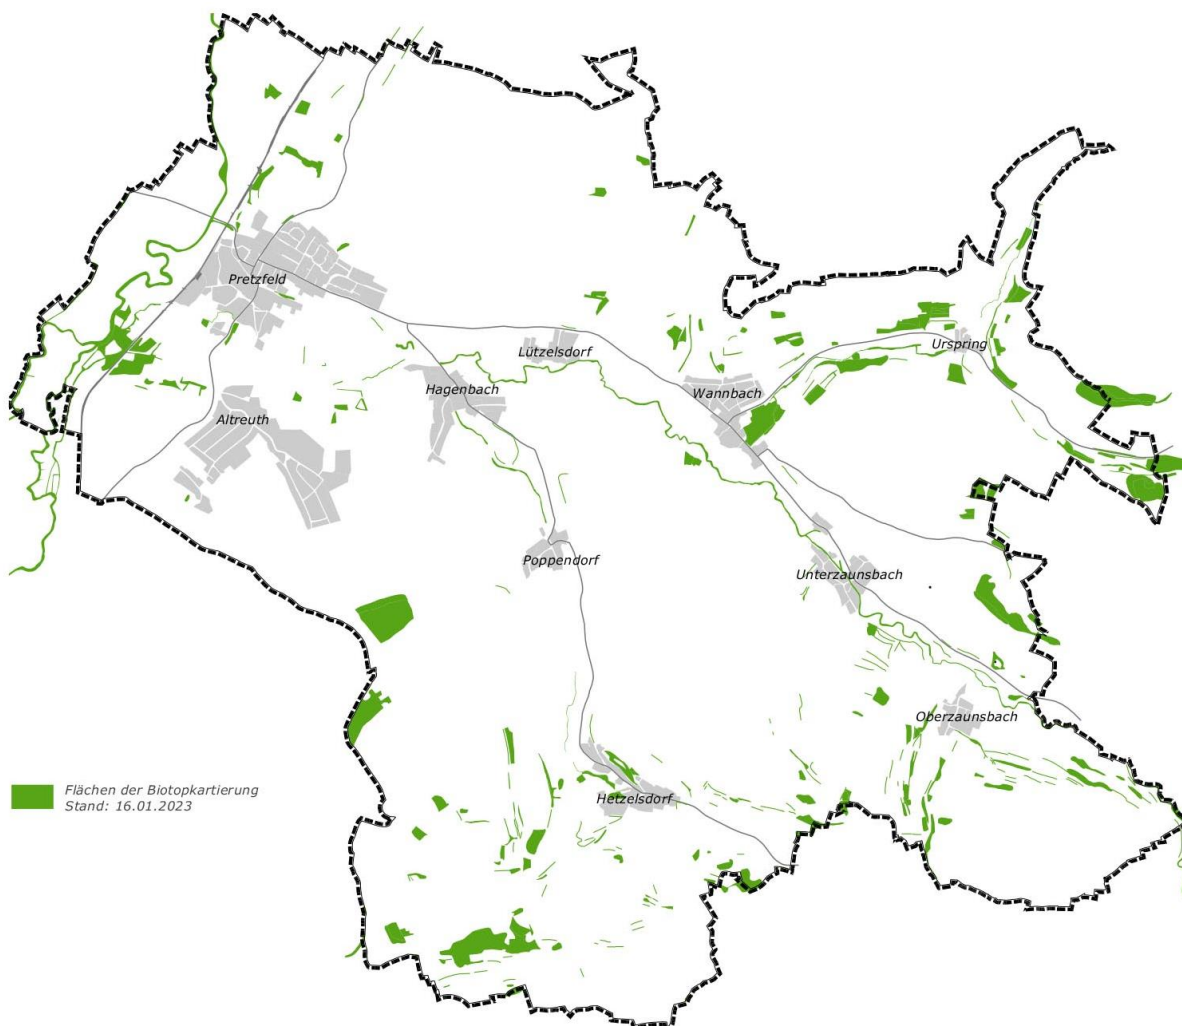 Pretzfeld
Urspring
Lützelsdorf
Hagenbach
Wannbach
Altreuth
Poppendorf
Unterzaunsbach
Oberzaunsbach
Flächen der Biotopkartierung
Stand: 16.01.2023
Hetzelsdorf